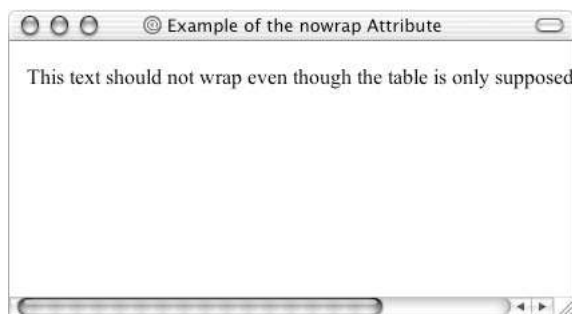 Example of the nowrap Attribute
This text should not wrap even though the table is only supposed